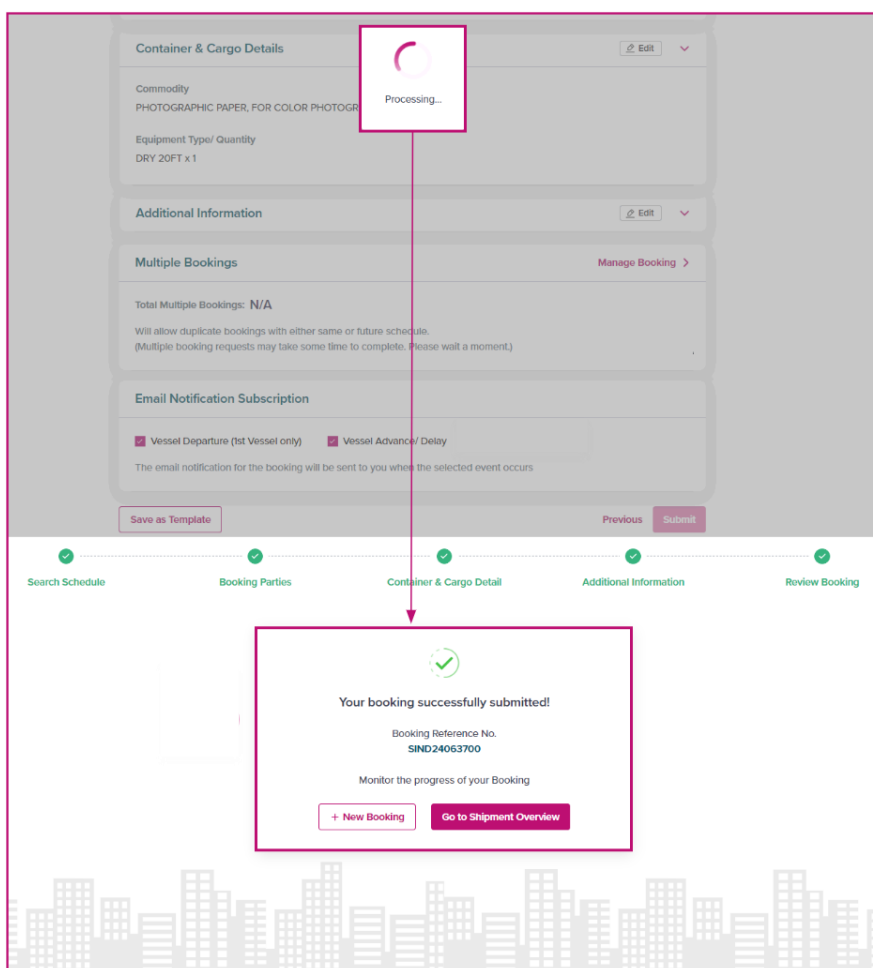 Container & Cargo Details
Edit
Processing...
Commodity
PHOTOGRAPHIC PAPER, FOR COLOR PHOTOGR
Equipment Type/ Quantity
DRY 20FT x 1
Additional Information
Edit
Multiple Bookings
Manage Booking >
Total Multiple Bookings: N/A
Will allow duplicate bookings with either same or future schedule.
(Multiple booking requests may take some time to complete. Please wait a moment.)
Email Notification Subscription
Vessel Departure (1st Vessel only) Vessel Advance/ Delay
The email notification for the booking will be sent to you when the selected event occurs
Save as Template Previous Submit
Search Schedule Booking Parties Container & Cargo Detail Additional Information Review Booking
Your booking successfully submitted!
Booking Reference No.
SIND24063700
Monitor the progress of your Booking
+ New Booking Go to Shipment Overview